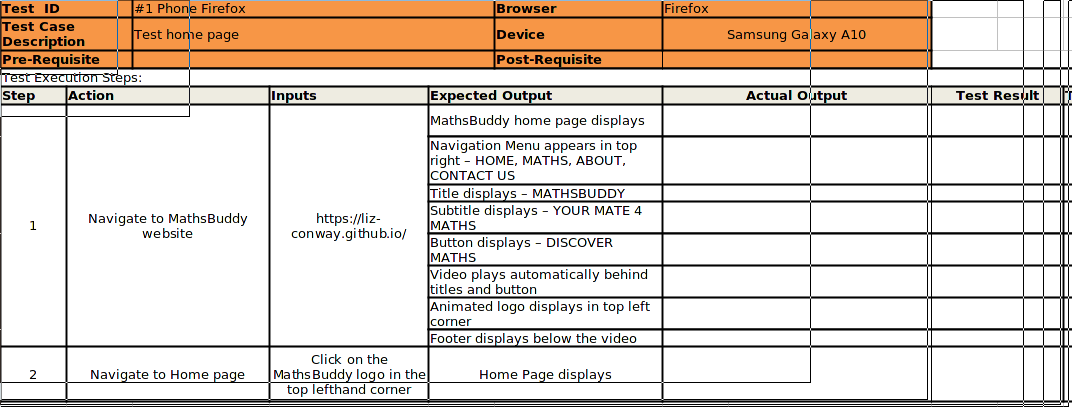 Test ID #1 Phone Firefox Browser Firefox
Test Case Description Test home page Device Samsung Galaxy A10
Pre-Requisite Post-Requisite
Test Execution Steps:
Step Action Inputs Expected Output Actual Output Test Result
1 Navigate to MathsBuddy website https://liz-conway.github.io/
MathsBuddy home page displays
Navigation Menu appears in top
right – HOME, MATHS, ABOUT,
CONTACT US
Title displays – MATHSBUDDY
Subtitle displays – YOUR MATE 4
MATHS
Button displays – DISCOVER
MATHS
Video plays automatically behind
titles and button
Animated logo displays in top left
corner
Footer displays below the video
2 Navigate to Home page Click on the MathsBuddy logo in the top lefthand corner Home Page displays